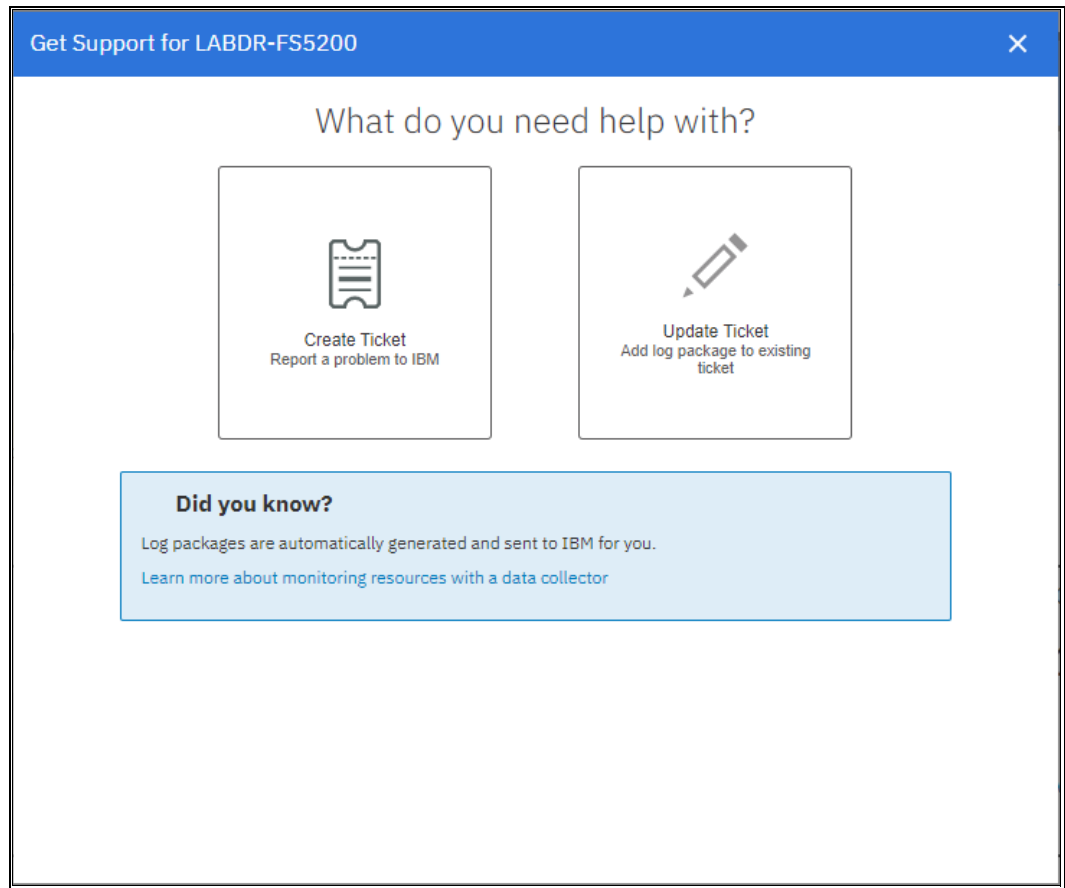 Get Support for LABDR-FS5200
What do you need help with?
Create Ticket
Report a problem to IBM
Update Ticket
Add log package to existing
ticket
Did you know?
Log packages are automatically generated and sent to IBM for you.
Learn more about monitoring resources with a data collector